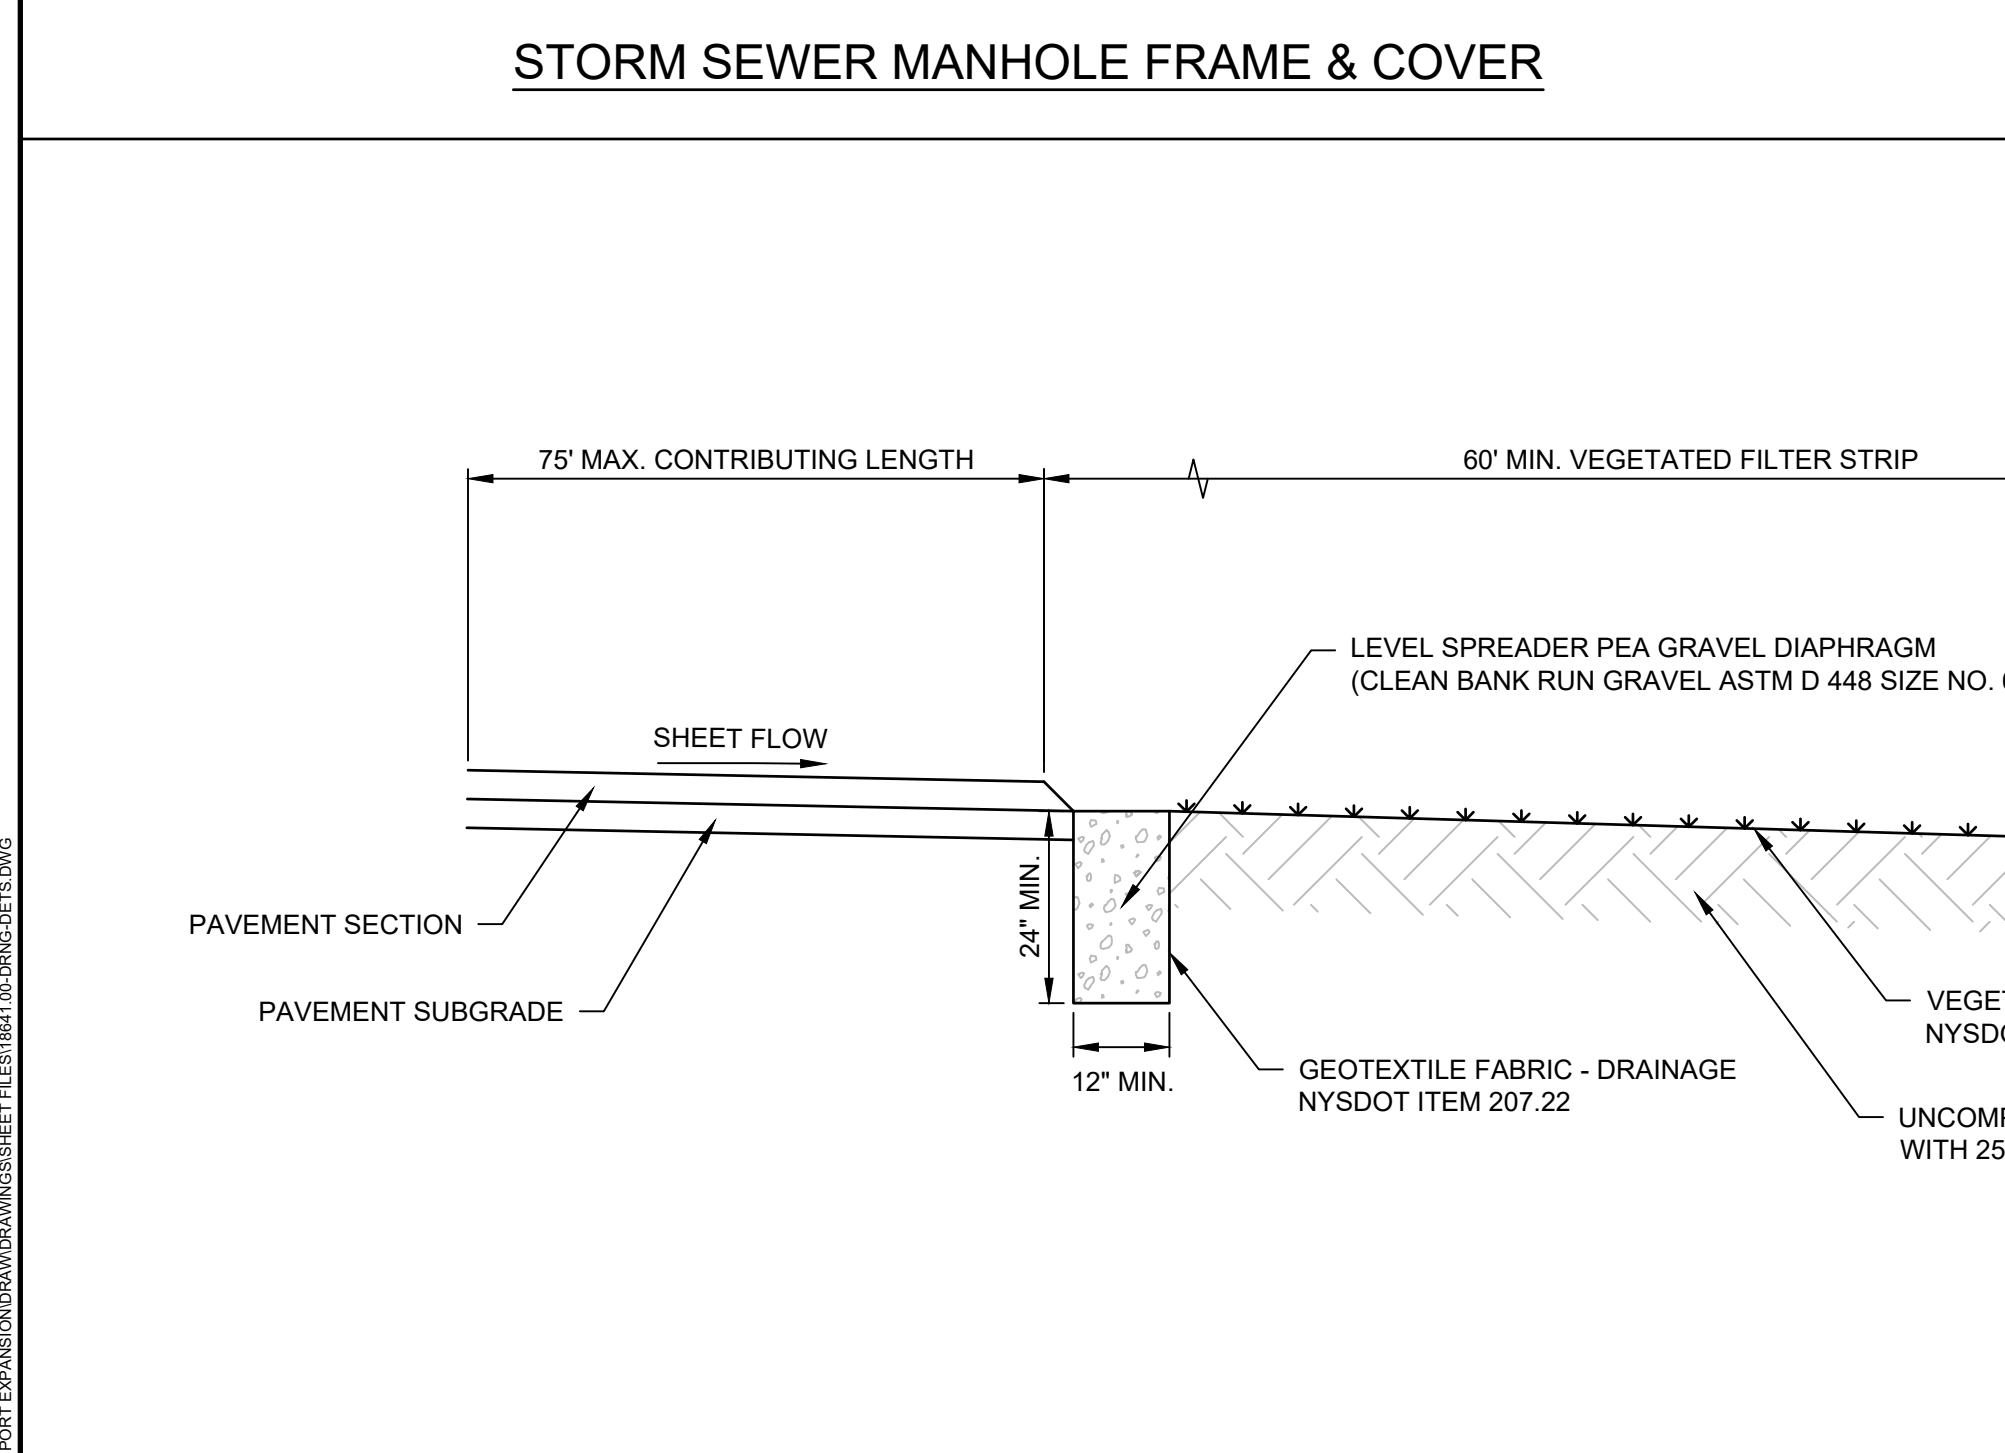 STORM SEWER MANHOLE FRAME & COVER
75' MAX. CONTRIBUTING LENGTH
60' MIN. VEGETATED FILTER STRIP
LEVEL SPREADER PEA GRAVEL DIAPHRAGM
(CLEAN BANK RUN GRAVEL ASTM D 448 SIZE NO.
SHEET FLOW
24" MIN.
PAVEMENT SECTION
PAVEMENT SUBGRADE
12" MIN.
GEOTEXTILE FABRIC - DRAINAGE
NYSDOT ITEM 207.22
WITH 25
PORT EXPANSION\DRAW\DRAWINGS\SHEET FILES\18641.00-DRNG-DETS.DWG